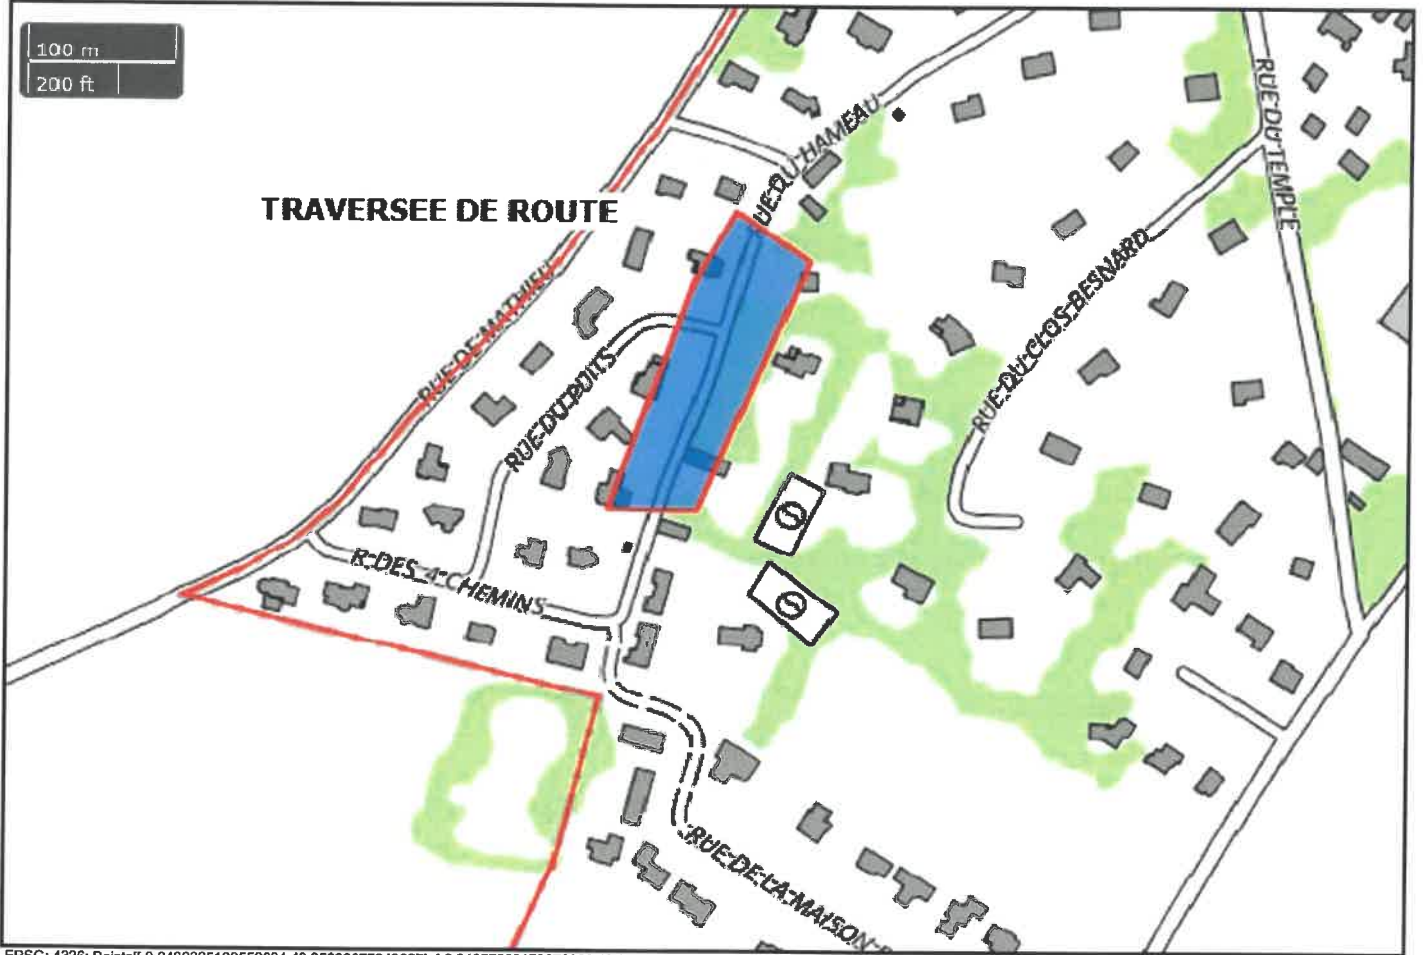 100 m
200 ft
TRAVERSEE DE ROUTE
RUE DU HAMEAU
RUE DU TEMPLE
RUE DE MATHIEU
RUE DU PUITS
RUE DU CLOS BESNARD
R. DES 4 CHEMINS
RUE DE LA MAISON